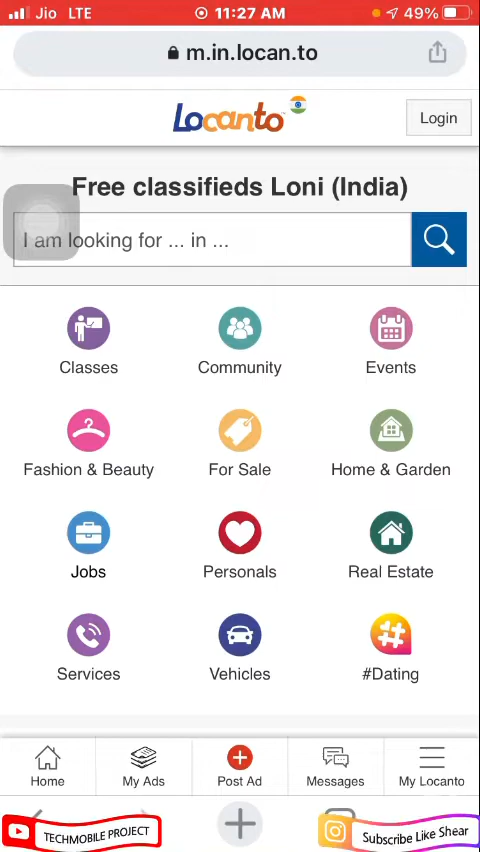 Jio LTE 11:27 AM 49%
m.in.locan.to
Locanto
Login
Free classifieds Loni (India)
I am looking for ... in ...
Classes Community Events
Fashion & Beauty For Sale Home & Garden
Jobs Personals Real Estate
Services Vehicles #Dating
Home My Ads Post Ad Messages My Locanto
TECHMOBILE PROJECT Subscribe Like Shear